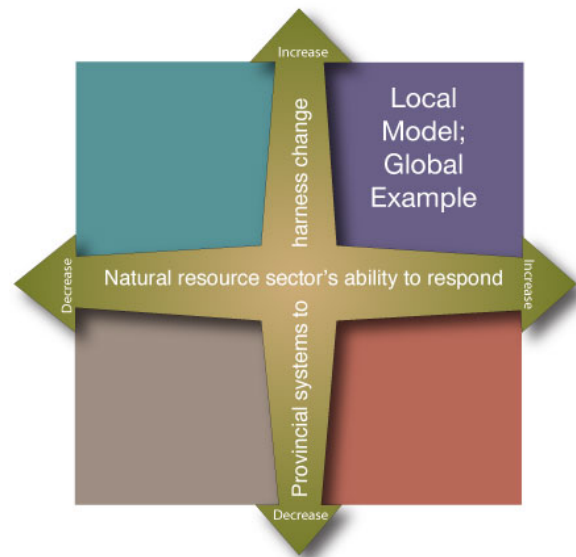 Increase
Local
Model;
Global
Example
Provincial systems to harness change
Natural resource sector's ability to respond
Decrease
Increase
Decrease